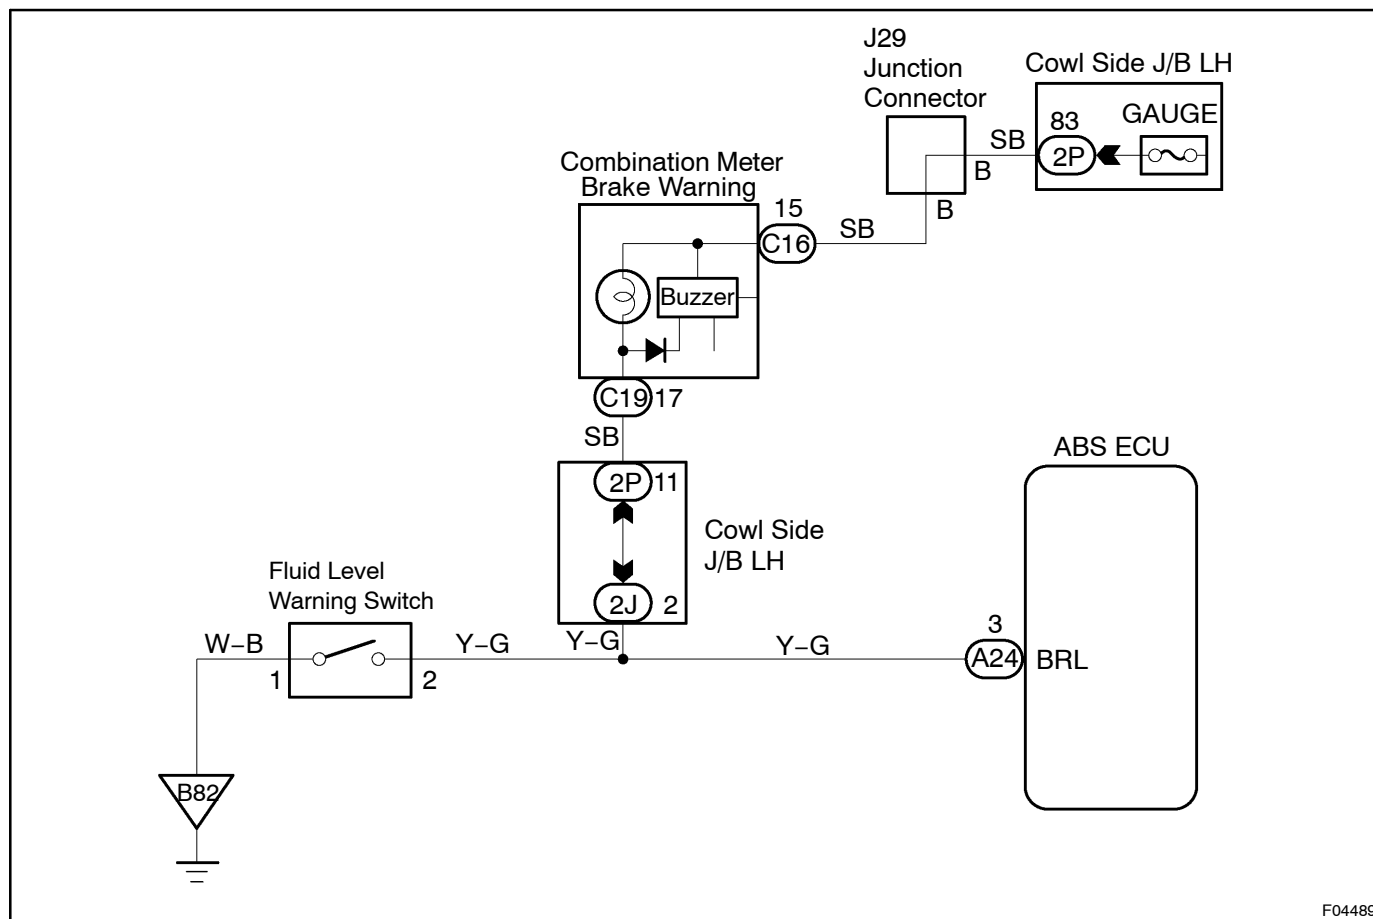 J29
Junction
Connector
Cowl Side J/B LH
83
GAUGE
2P
SB
B
B
Combination Meter
Brake Warning
15
C16
SB
Buzzer
C19
17
SB
2P
11
Cowl Side
J/B LH
2J
2
ABS ECU
Fluid Level
Warning Switch
W–B
1
2
Y–G
Y–G
Y–G
3
A24
BRL
B82
F04489